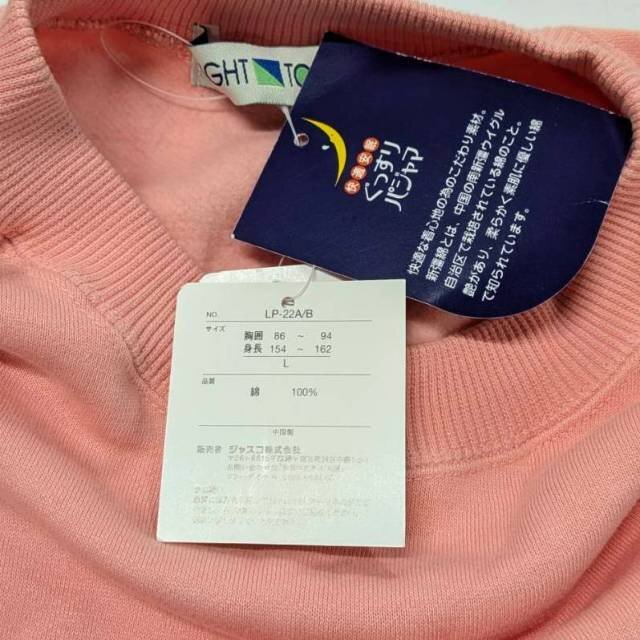 GHT TO
快適安眠
ぐっすり
パジャマ
快適な着心地の為のこだわり素材。
新疆綿とは、中国の南新疆ウイグル
自治区で栽培されている綿のこと。
艶があり、柔らかく素肌に優しい綿
で知られています。
NO. LP-22A/B
サイズ
胸囲 86 ～ 94
身長 154 ～ 162
L
品質
綿 100%
中国製
販売者 ジャスコ株式会社